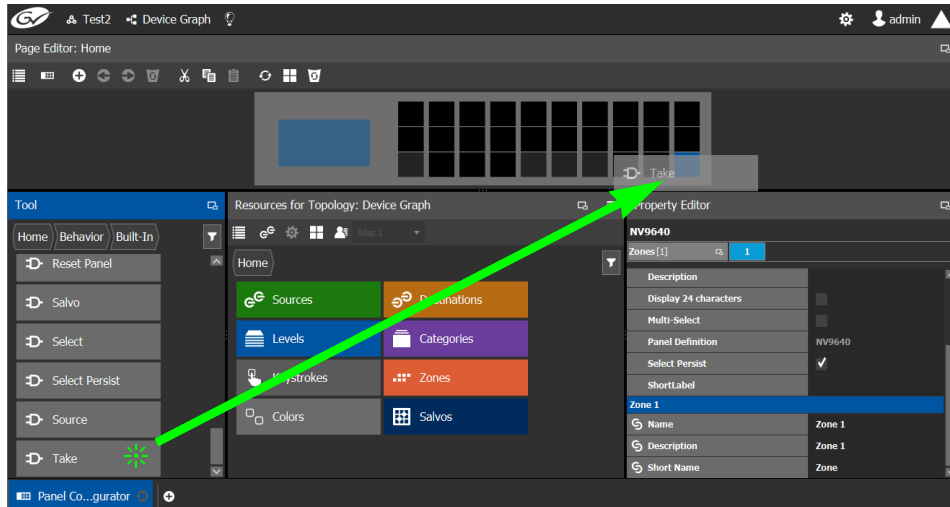 GV Test2 Device Graph admin
Page Editor: Home
Take
Tool
Home Behavior Built-In
Reset Panel
Salvo
Select
Select Persist
Source
Take
Resources for Topology: Device Graph
Alias 1
Home
Sources
Destinations
Levels
Categories
Keystrokes
Zones
Colors
Salvos
Property Editor
NV9640
Zones[1] 1
Description
Display 24 characters
Multi-Select
Panel Definition NV9640
Select Persist
ShortLabel
Zone 1
Name Zone 1
Description Zone 1
Short Name Zone
Panel Co...gurator